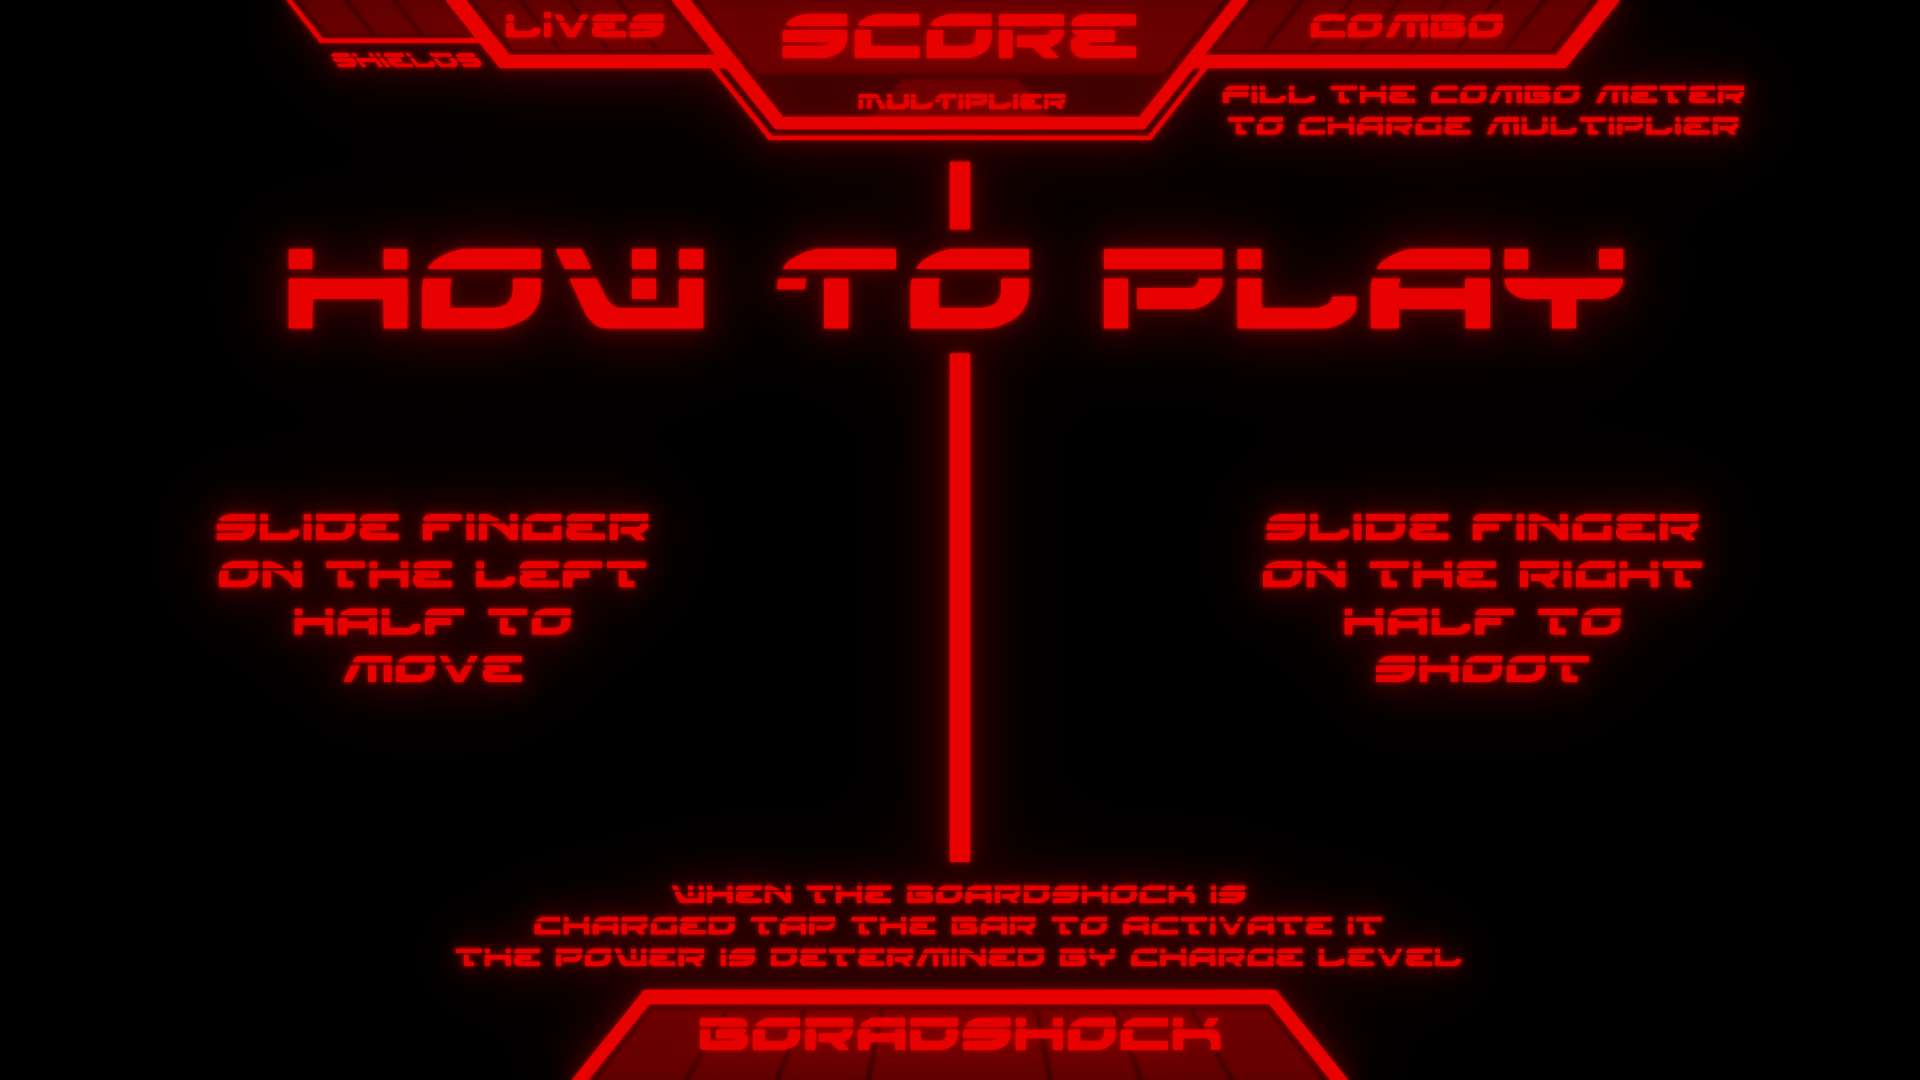 LIVES
SCORE
COMBO
SHIELDS
MULTIPLIER
FILL THE COMBO METER
TO CHARGE MULTIPLIER
HOW TO PLAY
SLIDE FINGER
ON THE LEFT
HALF TO
MOVE
SLIDE FINGER
ON THE RIGHT
HALF TO
SHOOT
WHEN THE BOARDSHOCK IS
CHARGED TAP THE BAR TO ACTIVATE IT
THE POWER IS DETERMINED BY CHARGE LEVEL
BORADSHOCK